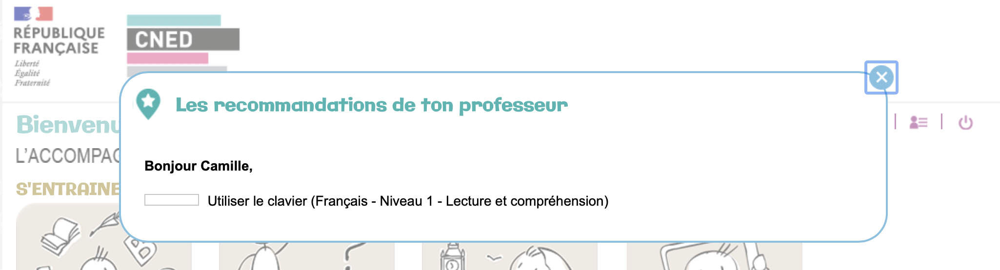 RÉPUBLIQUE
FRANÇAISE
Liberté
Égalité
Fraternité
CNED
Les recommandations de ton professeur
Bienvenu
L'ACCOMPAG
Bonjour Camille,
S'ENTRAINE
Utiliser le clavier (Français - Niveau 1 - Lecture et compréhension)
B